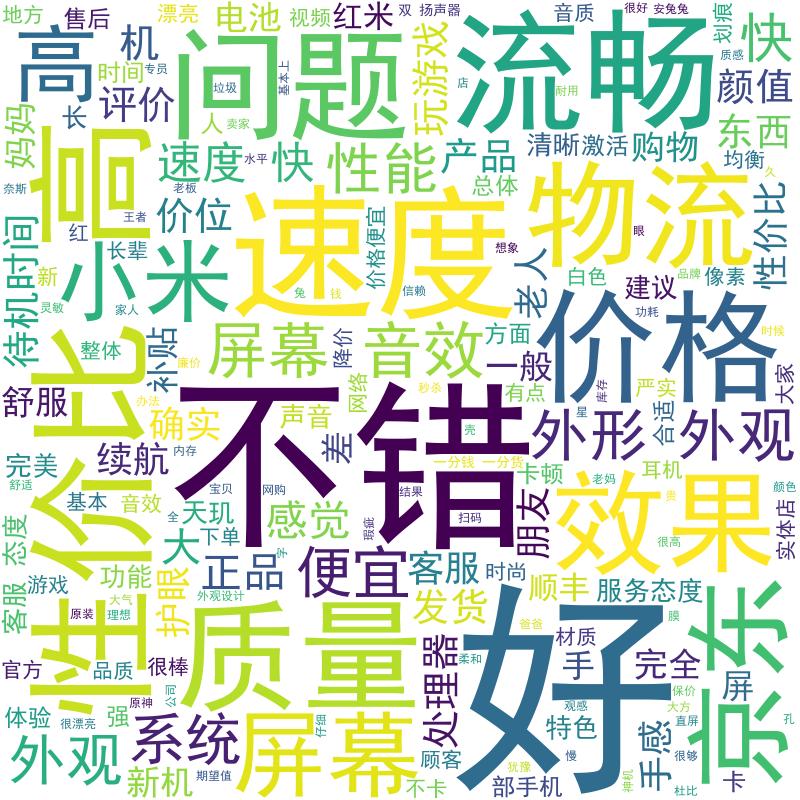 地方
售后
漂亮
电池
视频
红米
双
扬声器
音质
很好
安兔兔
划痕
快
高
机
时间
专员
垃圾
问题
基本上
玩游戏
流畅
店
耐用
质感
颜值
长
评价
人
卖家
妈妈
高
速度
水平
快
性能
产品
清晰
激活
购物
东西
均衡
奈斯
老板
总体
久
红
王者
价位
速度
价格便宜
物流
眼
性价比
长辈
想象
待机时间
新
小米
灵敏
家人
兔
钱
信赖
老人
白色
建议
品牌
像素
功耗
价格
时候
整体
补贴
廉价
屏幕
降价
音效
方面
一般
大家
舒服
办法
网络
秒杀
有点
库存
严实
性价比
确实
声音
不错
壳
星
合适
外形
外观
完美
续航
内存
差
一分钱
一分货
卡顿
老妈
耳机
舒适
基本
音效
宝贝
网购
结果
扫码
朋友
效果
贵
颜色
实体店
态度
全
天玑
下单
感觉
瑕疵
很高
客服
大
字
游戏
功能
护眼
正品
便宜
客服
时尚
顺丰
服务态度
京东
外观设计
原装
大气
理想
质量
发货
好
爸爸
膜
官方
品质
很棒
原神
处理器
柔和
材质
手
完全
屏
保价
公司
观感
大方
体验
很漂亮
强
系统
仔细
屏幕
顾客
特色
手感
直屏
孔
外观
新机
期望值
不卡
犹豫
慢
部手机
神机
很够
卡
杜比